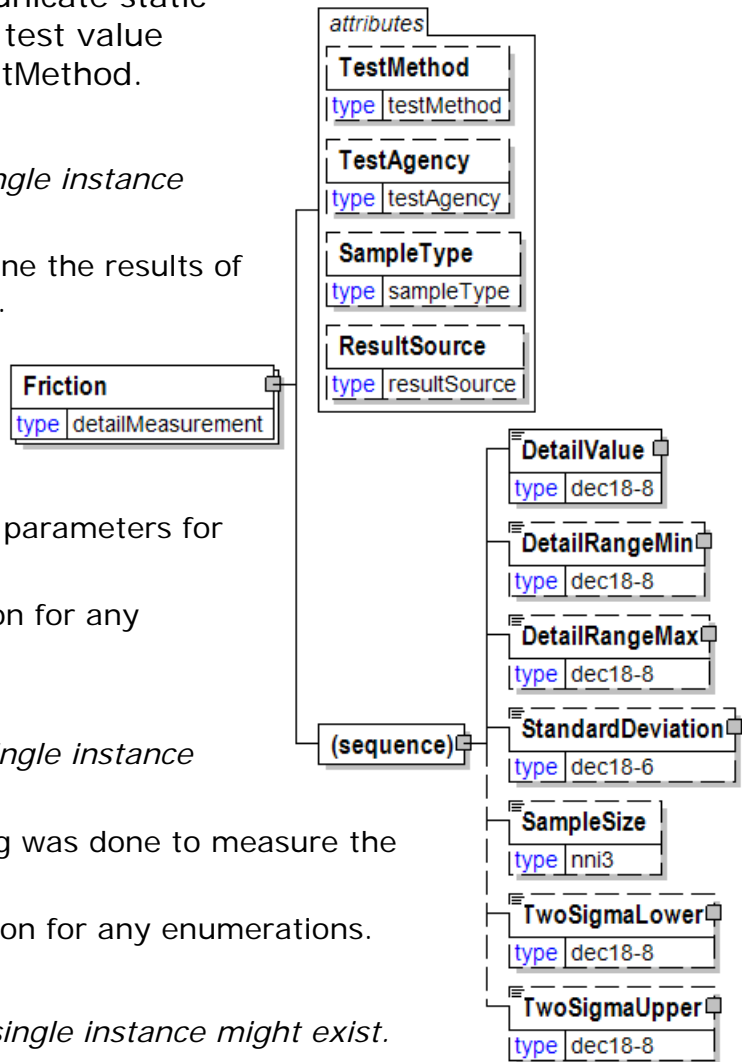 unicate static
test value
tMethod.
ngle instance
ne the results of
.
parameters for
on for any
ingle instance
g was done to measure the
on for any enumerations.
single instance might exist.
Friction
type detailMeasurement
attributes
TestMethod
type testMethod
TestAgency
type testAgency
SampleType
type sampleType
ResultSource
type resultSource
(sequence)
DetailValue
type dec18-8
DetailRangeMin
type dec18-8
DetailRangeMax
type dec18-8
StandardDeviation
type dec18-6
SampleSize
type nni3
TwoSigmaLower
type dec18-8
TwoSigmaUpper
type dec18-8